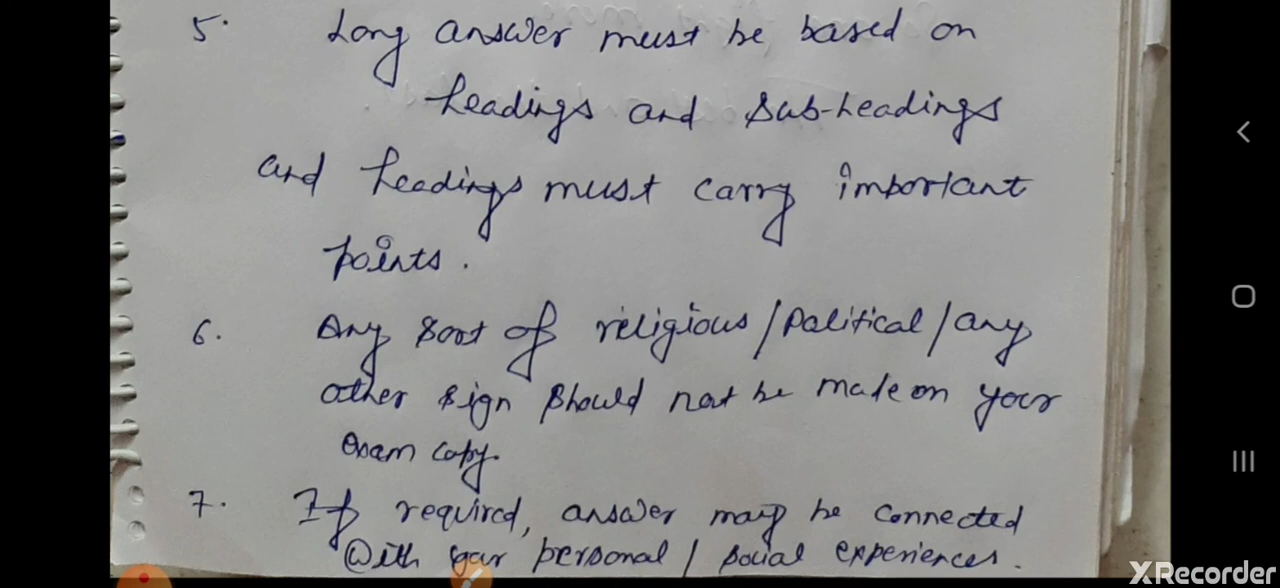 5. Long answer must be based on
headings and sub-headings
and headings must carry important
points.
6. Any sort of religious/political/any
other sign should not be made on your
exam copy.
7. If required, answer may be connected
with your personal/social experiences.
XRecorder